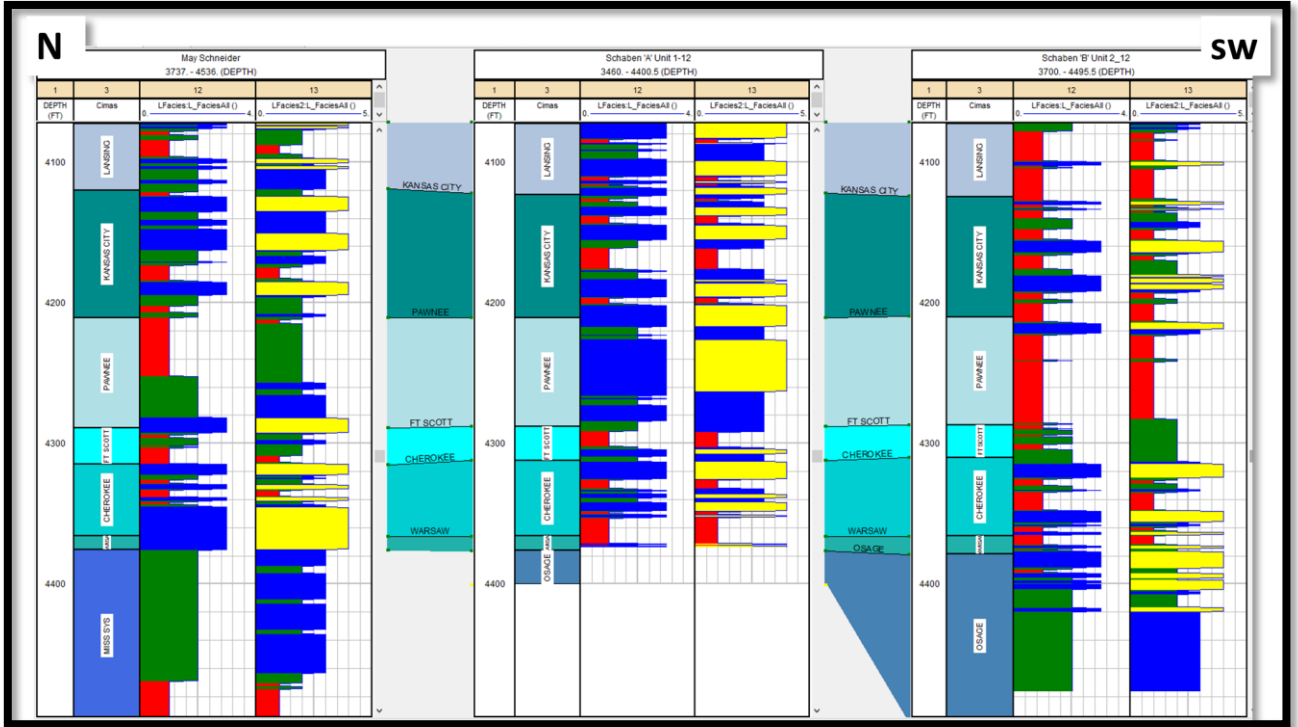 N
SW
May Schneider
3737. - 4536. (DEPTH)
1 3 12 13
DEPTH (FT) Cimas LFacies:L_FaciesAll () LFacies2:L_FaciesAll ()
0. 4. 0. 5.
4100
4200
4300
4400
LANSING
KANSAS CITY
PAWNEE
FT SCOTT
CHEROKEE
MISS SYS
KANSAS CITY
PAWNEE
FT SCOTT
CHEROKEE
WARSAW
Schaben 'A' Unit 1-12
3460. - 4400.5 (DEPTH)
1 3 12 13
DEPTH (FT) Cimas LFacies:L_FaciesAll () LFacies2:L_FaciesAll ()
0. 4. 0. 5.
4100
4200
4300
4400
LANSING
KANSAS CITY
PAWNEE
FT SCOTT
CHEROKEE
OSAGE
KANSAS CITY
PAWNEE
FT SCOTT
CHEROKEE
WARSAW
OSAGE
Schaben 'B' Unit 2_12
3700. - 4495.5 (DEPTH)
1 3 12 13
DEPTH (FT) Cimas LFacies:L_FaciesAll () LFacies2:L_FaciesAll ()
0. 4. 0. 5.
4100
4200
4300
4400
LANSING
KANSAS CITY
PAWNEE
FT SCOTT
CHEROKEE
OSAGE